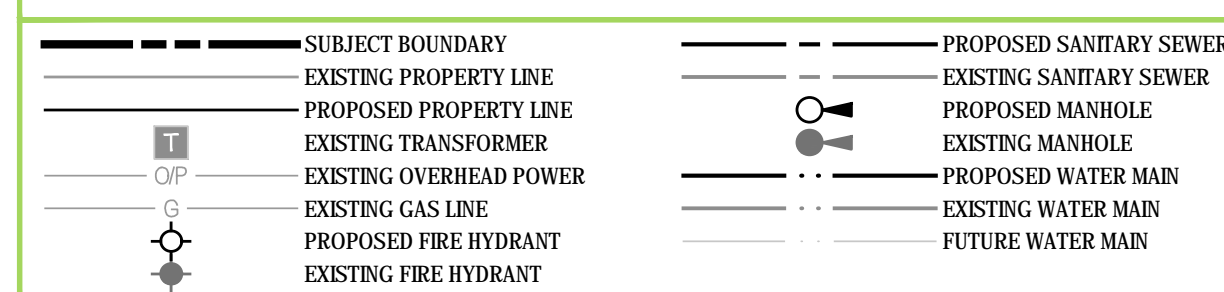 SUBJECT BOUNDARY
EXISTING PROPERTY LINE
PROPOSED PROPERTY LINE
T EXISTING TRANSFORMER
O/P EXISTING OVERHEAD POWER
G EXISTING GAS LINE
PROPOSED FIRE HYDRANT
EXISTING FIRE HYDRANT
PROPOSED SANITARY SEWER
EXISTING SANITARY SEWER
PROPOSED MANHOLE
EXISTING MANHOLE
PROPOSED WATER MAIN
EXISTING WATER MAIN
FUTURE WATER MAIN